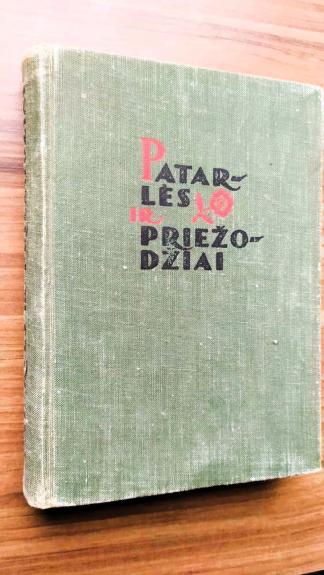 PATAR-
LĖS
IR
PRIEŽO-
DŽIAI